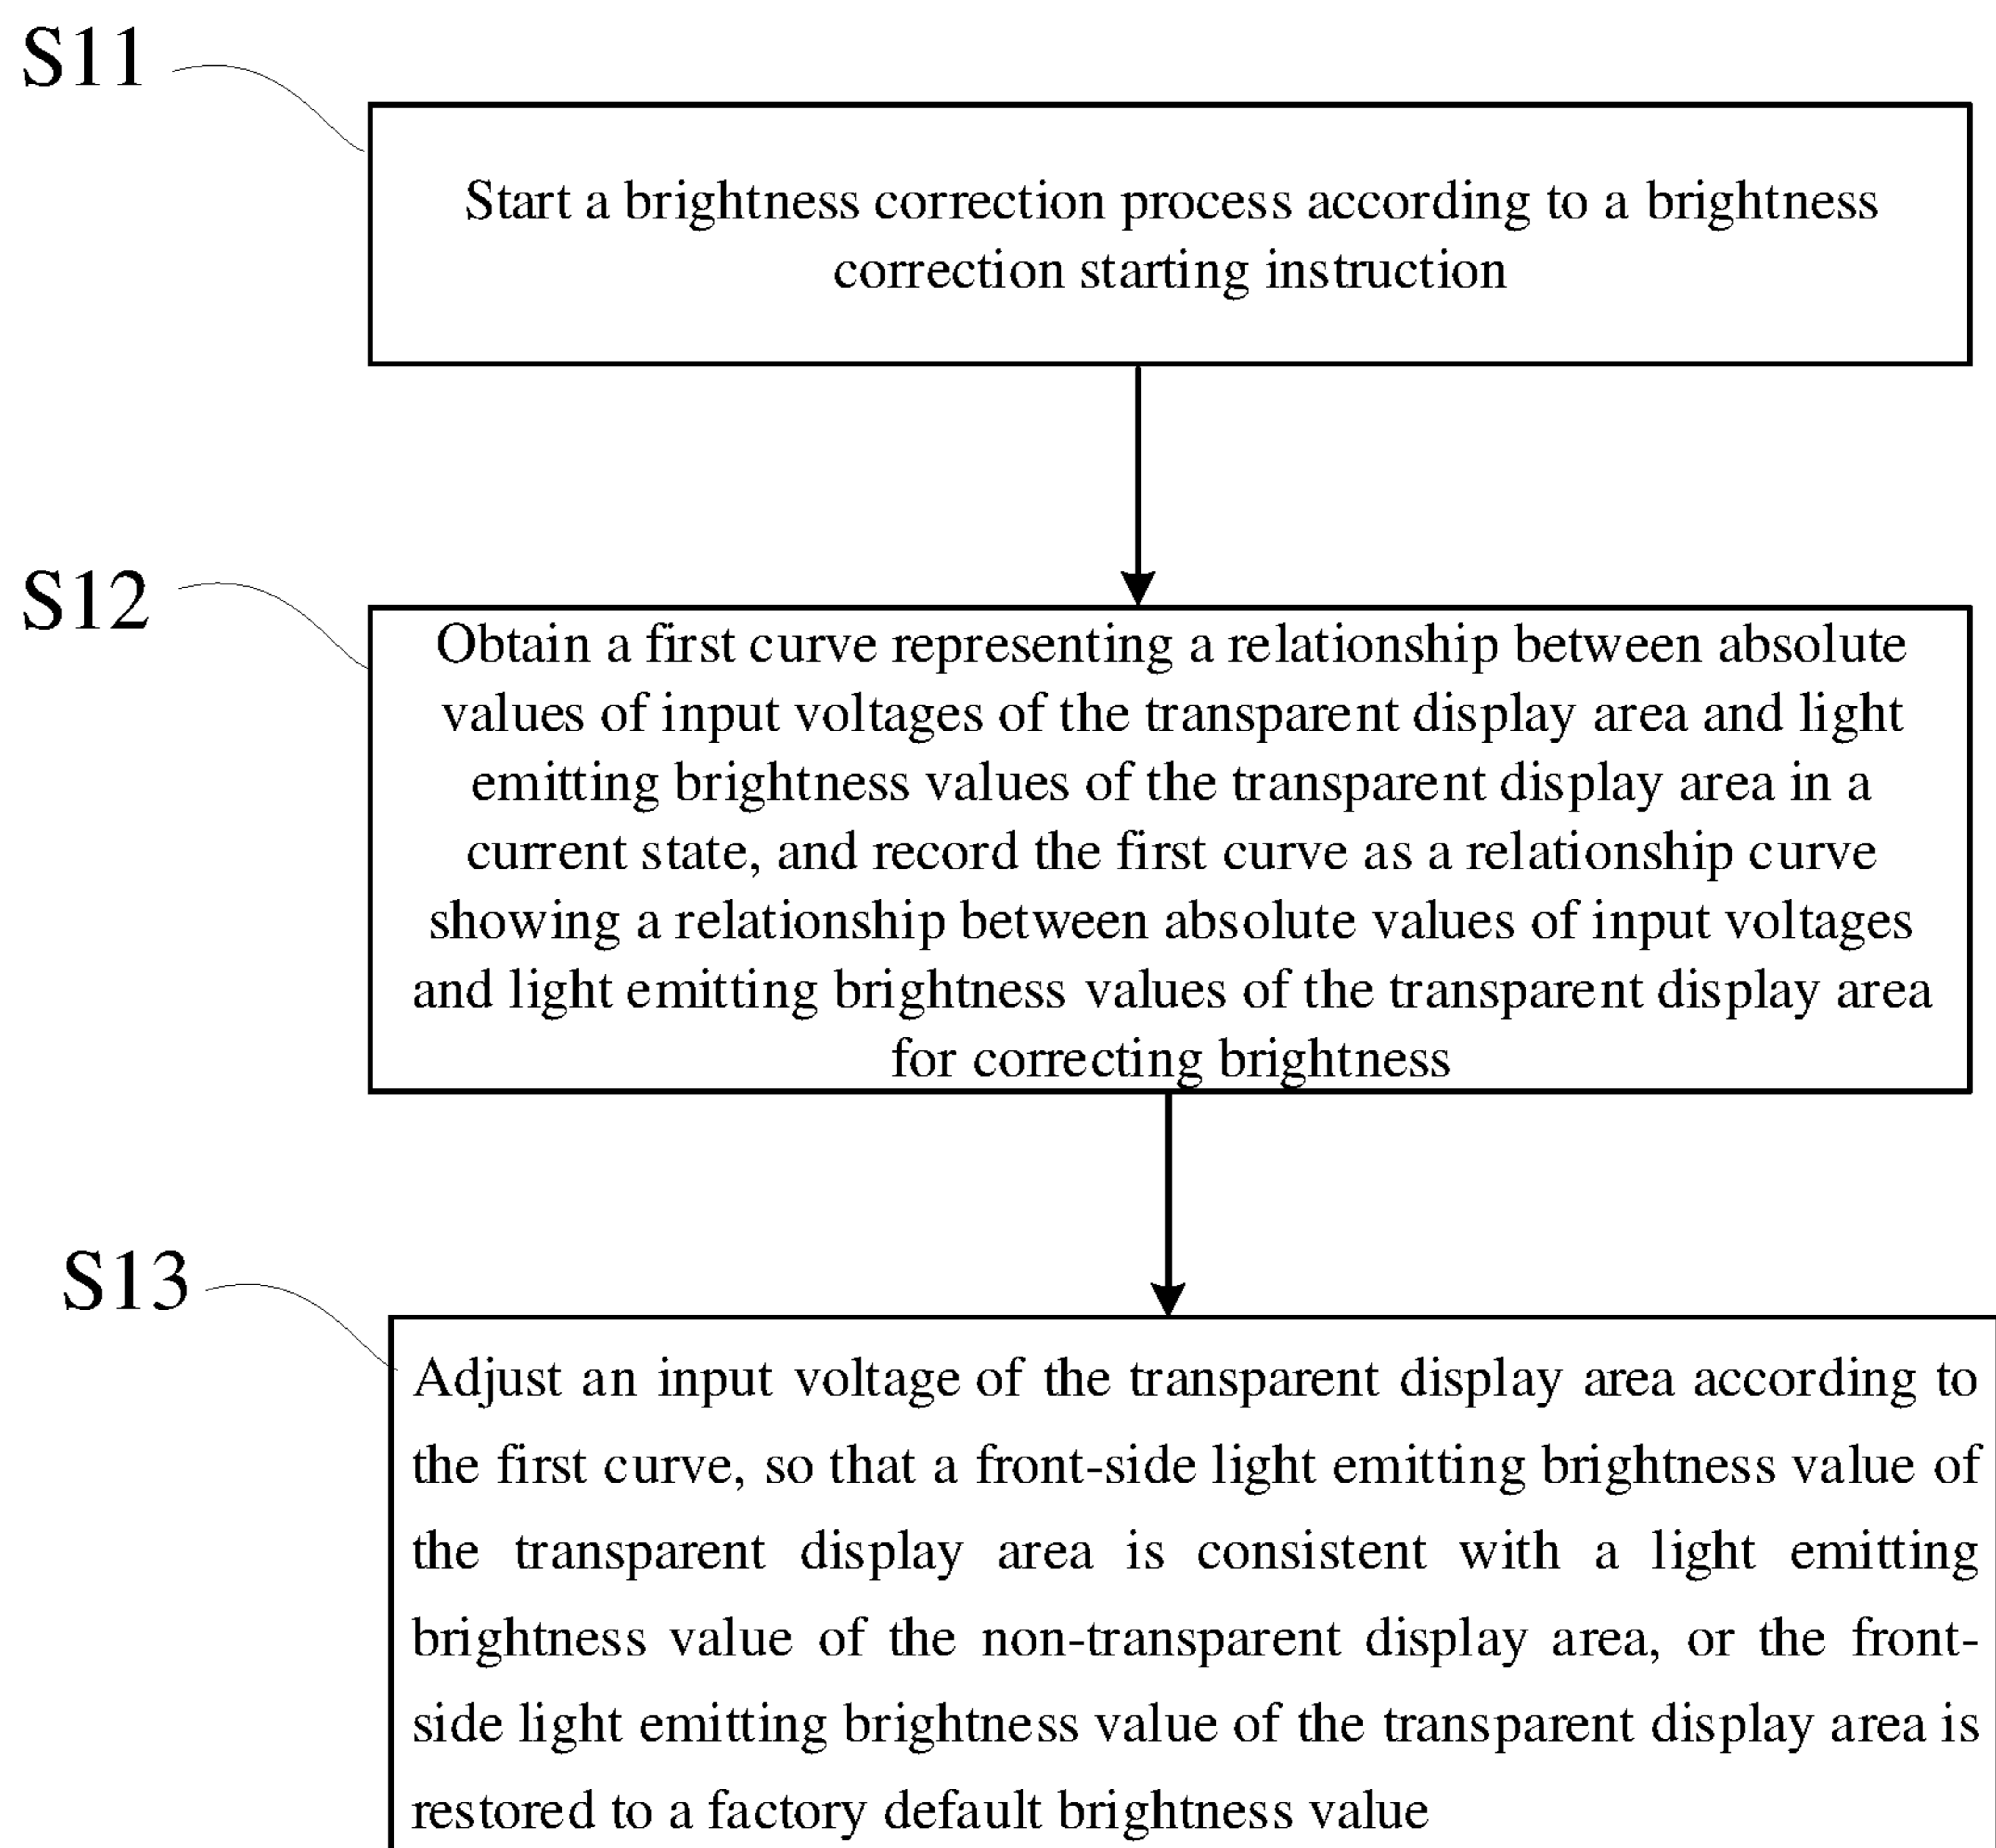 S11
Start a brightness correction process according to a brightness
correction starting instruction
S12
Obtain a first curve representing a relationship between absolute
values of input voltages of the transparent display area and light
emitting brightness values of the transparent display area in a
current state, and record the first curve as a relationship curve
showing a relationship between absolute values of input voltages
and light emitting brightness values of the transparent display area
for correcting brightness
S13
Adjust an input voltage of the transparent display area according to
the first curve, so that a front-side light emitting brightness value of
the transparent display area is consistent with a light emitting
brightness value of the non-transparent display area, or the front-
side light emitting brightness value of the transparent display area is
restored to a factory default brightness value